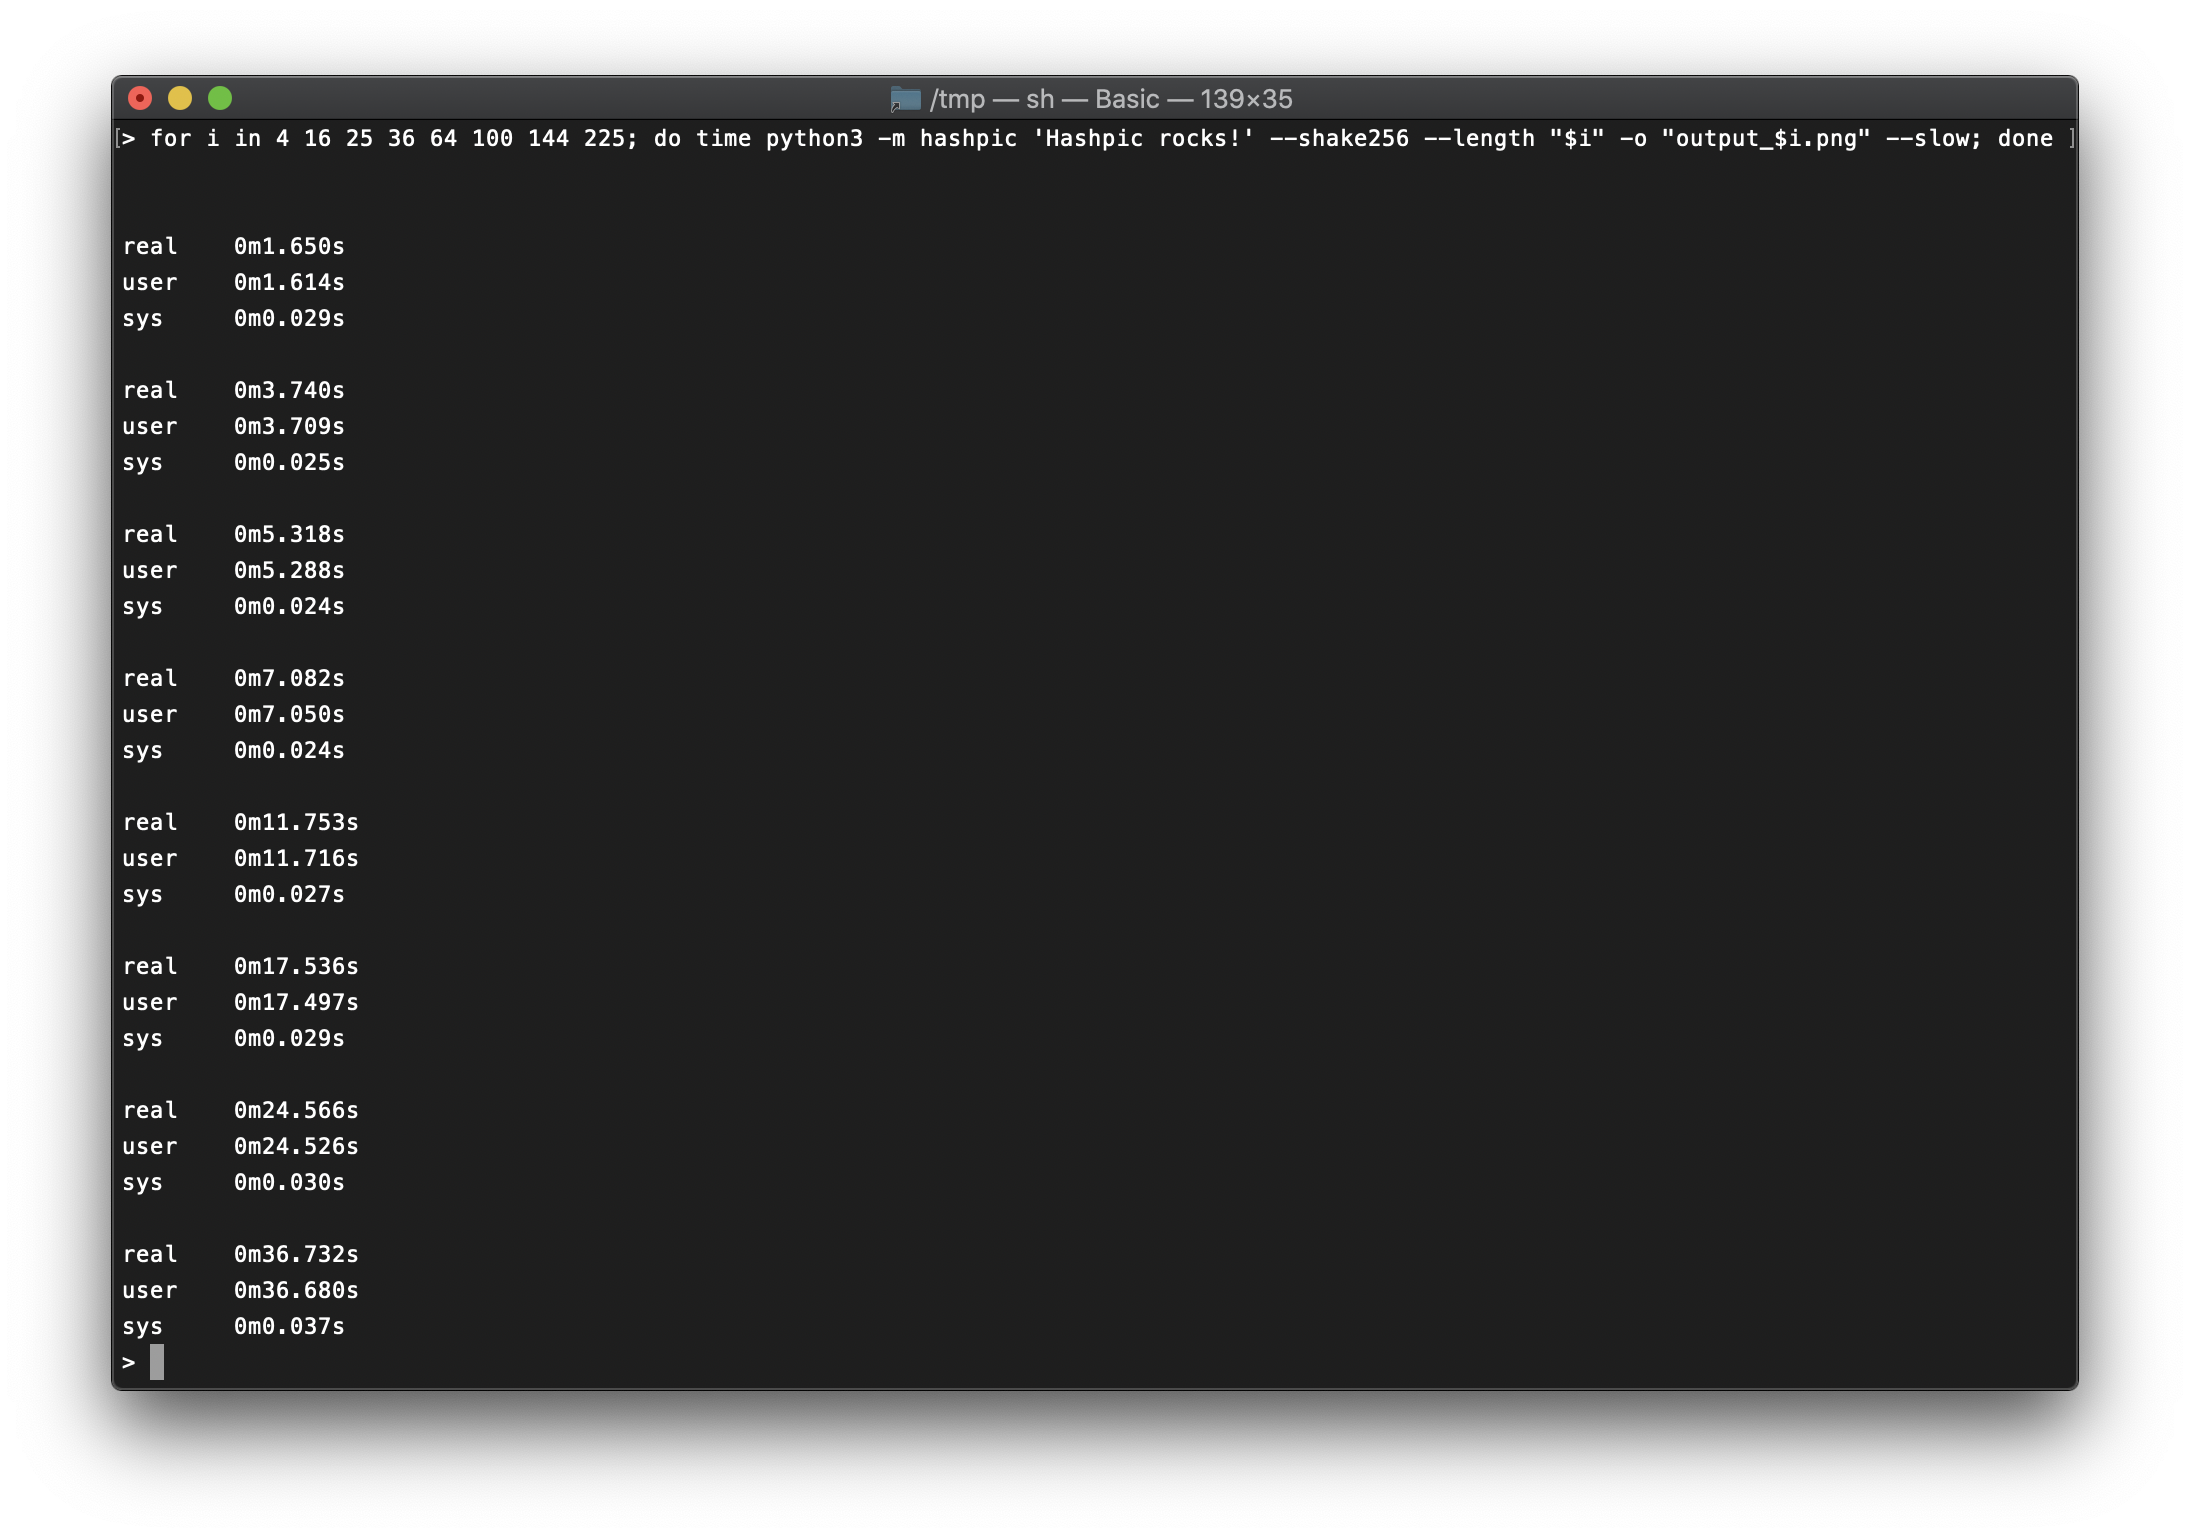 /tmp — sh — Basic — 139×35
[> for i in 4 16 25 36 64 100 144 225; do time python3 -m hashpic 'Hashpic rocks!' --shake256 --length "$i" -o "output_$i.png" --slow; done ]
real    0m1.650s
user    0m1.614s
sys     0m0.029s
real    0m3.740s
user    0m3.709s
sys     0m0.025s
real    0m5.318s
user    0m5.288s
sys     0m0.024s
real    0m7.082s
user    0m7.050s
sys     0m0.024s
real    0m11.753s
user    0m11.716s
sys     0m0.027s
real    0m17.536s
user    0m17.497s
sys     0m0.029s
real    0m24.566s
user    0m24.526s
sys     0m0.030s
real    0m36.732s
user    0m36.680s
sys     0m0.037s
>